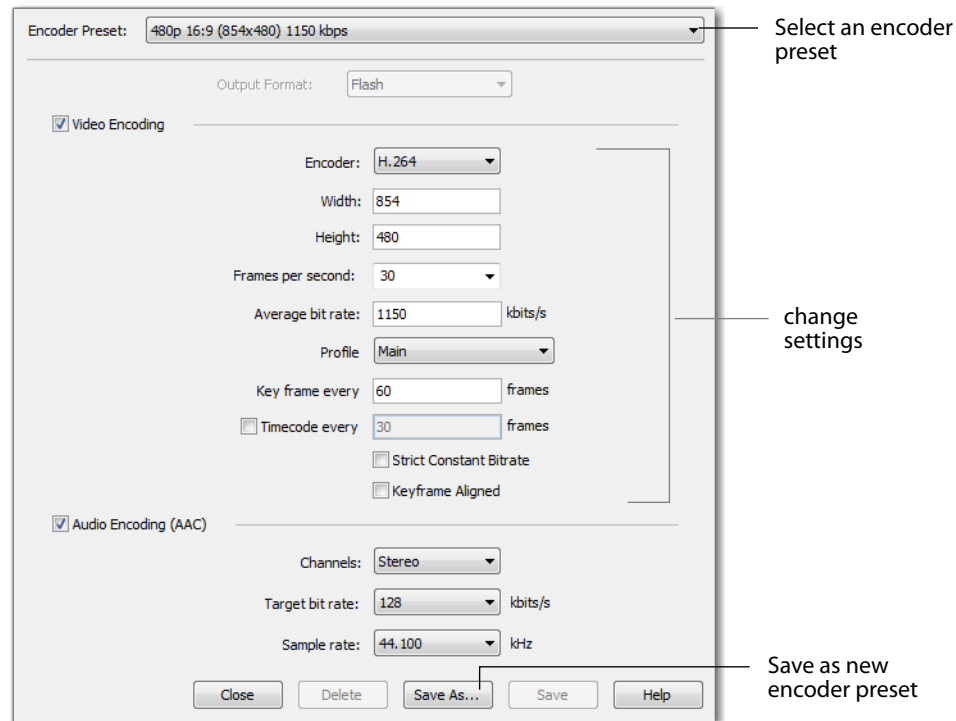 Encoder Preset: 480p 16:9 (854x480) 1150 kbps
Select an encoder
preset
Output Format: Flash
Video Encoding
Encoder: H.264
Width: 854
Height: 480
Frames per second: 30
Average bit rate: 1150 kbits/s
change
settings
Profile Main
Key frame every 60 frames
Timecode every 30 frames
Strict Constant Bitrate
Keyframe Aligned
Audio Encoding (AAC)
Channels: Stereo
Target bit rate: 128 kbits/s
Sample rate: 44.100 kHz
Save as new
encoder preset
Close Delete Save As... Save Help